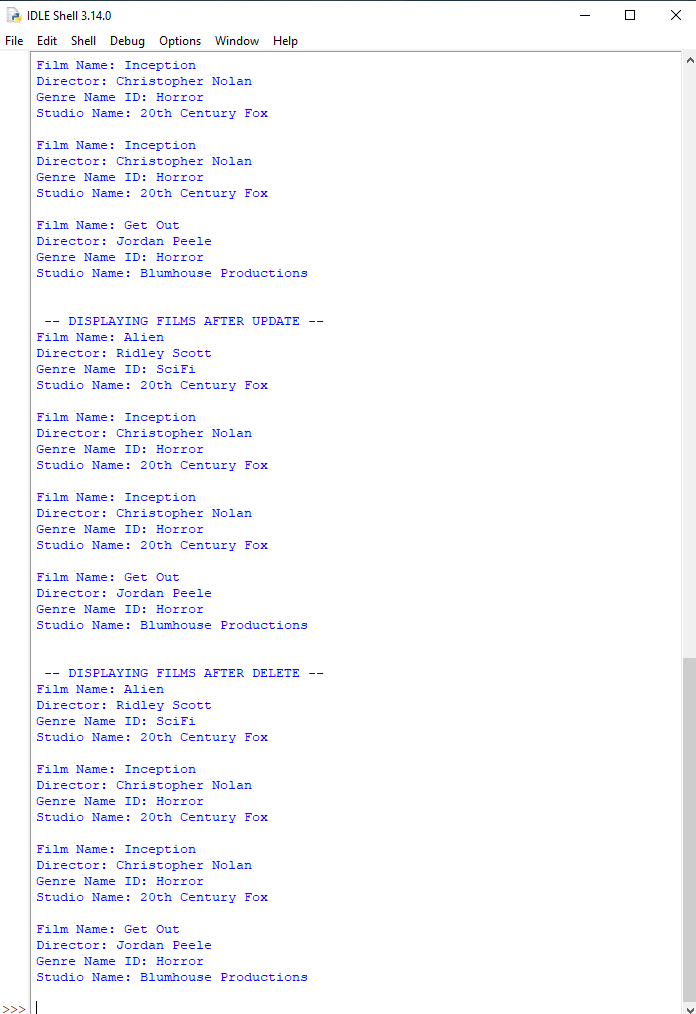 IDLE Shell 3.14.0
File Edit Shell Debug Options Window Help
Film Name: Inception
Director: Christopher Nolan
Genre Name ID: Horror
Studio Name: 20th Century Fox

Film Name: Inception
Director: Christopher Nolan
Genre Name ID: Horror
Studio Name: 20th Century Fox

Film Name: Get Out
Director: Jordan Peele
Genre Name ID: Horror
Studio Name: Blumhouse Productions

-- DISPLAYING FILMS AFTER UPDATE --
Film Name: Alien
Director: Ridley Scott
Genre Name ID: SciFi
Studio Name: 20th Century Fox

Film Name: Inception
Director: Christopher Nolan
Genre Name ID: Horror
Studio Name: 20th Century Fox

Film Name: Inception
Director: Christopher Nolan
Genre Name ID: Horror
Studio Name: 20th Century Fox

Film Name: Get Out
Director: Jordan Peele
Genre Name ID: Horror
Studio Name: Blumhouse Productions

-- DISPLAYING FILMS AFTER DELETE --
Film Name: Alien
Director: Ridley Scott
Genre Name ID: SciFi
Studio Name: 20th Century Fox

Film Name: Inception
Director: Christopher Nolan
Genre Name ID: Horror
Studio Name: 20th Century Fox

Film Name: Inception
Director: Christopher Nolan
Genre Name ID: Horror
Studio Name: 20th Century Fox

Film Name: Get Out
Director: Jordan Peele
Genre Name ID: Horror
Studio Name: Blumhouse Productions

>>>